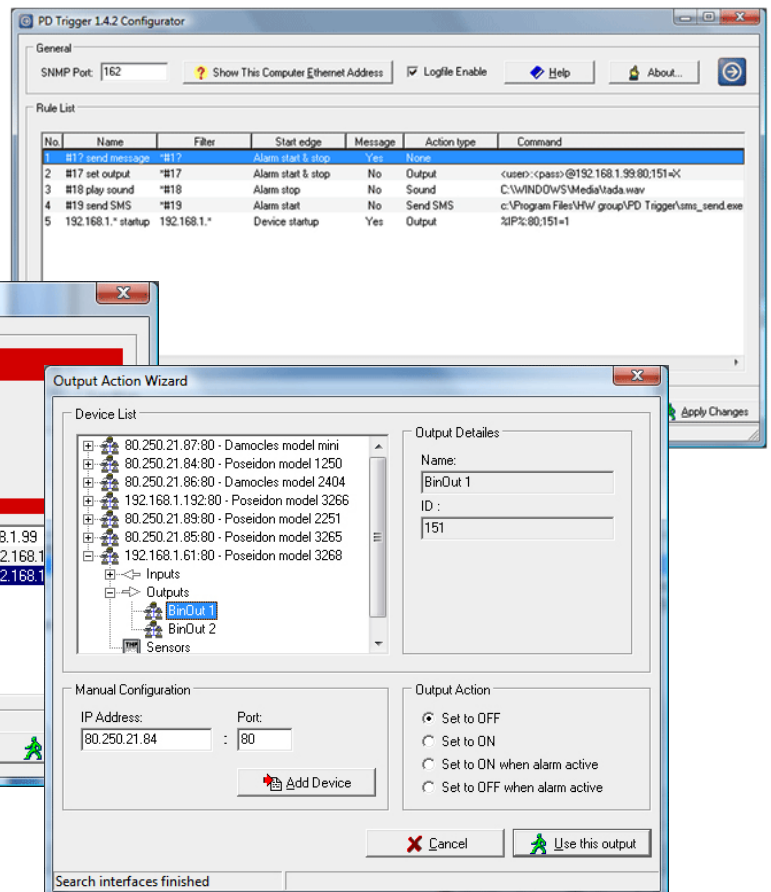 PD Trigger 1.4.2 Configurator
General
SNMP Port: 162 ? Show This Computer Ethernet Address Logfile Enable Help About...
Rule List
No. Name Filter Start edge Message Action type Command
1 #1? send message *#1? Alarm start & stop Yes None
2 #17 set output *#17 Alarm start & stop No Output <user>:<pass>@192.168.1.99:80;151=X
3 #18 play sound *#18 Alarm stop No Sound C:\WINDOWS\Media\tada.wav
4 #19 send SMS *#19 Alarm start No Send SMS c:\Program Files\HW group\PD Trigger\sms_send.exe
5 192.168.1.* startup 192.168.1.* Device startup Yes Output %IP%:80;151=1
Apply Changes
8.1.99
2.168.1
2.168.1
Output Action Wizard
Device List
80.250.21.87:80 - Damocles model mini
80.250.21.84:80 - Poseidon model 1250
80.250.21.86:80 - Damocles model 2404
192.168.1.192:80 - Poseidon model 3266
80.250.21.89:80 - Poseidon model 2251
80.250.21.85:80 - Poseidon model 3265
192.168.1.61:80 - Poseidon model 3268
Inputs
Outputs
BinOut 1
BinOut 2
Sensors
Output Detailes
Name:
BinOut 1
ID :
151
Manual Configuration
IP Address: Port:
80.250.21.84 : 80
Add Device
Output Action
Set to OFF
Set to ON
Set to ON when alarm active
Set to OFF when alarm active
Cancel
Use this output
Search interfaces finished